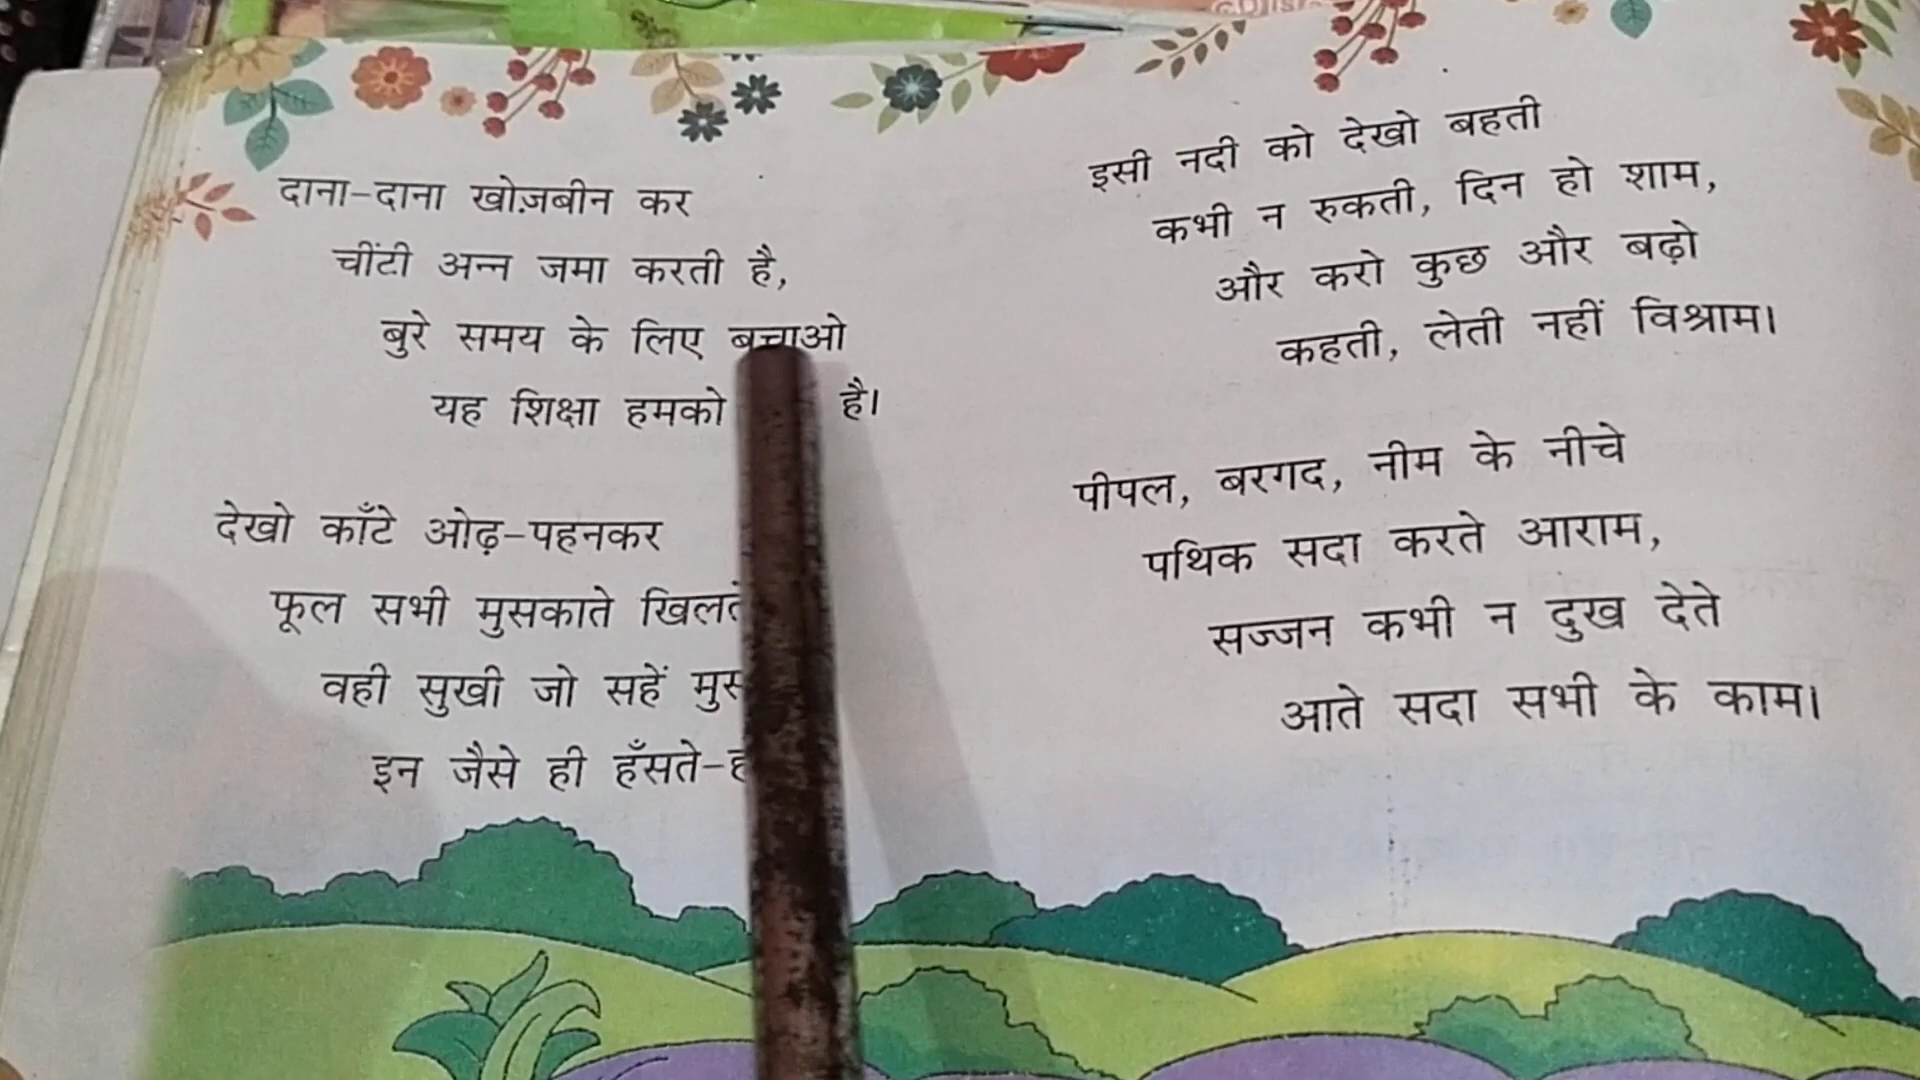 दाना-दाना खोज़बीन कर
चींटी अन्न जमा करती है,
बुरे समय के लिए बचाओ
यह शिक्षा हमको है।
देखो काँटे ओढ़-पहनकर
फूल सभी मुसकाते
वही सुखी जो सहें
इन जैसे ही हँसते-
इसी नदी को देखो बहती
कभी न रुकती, दिन हो शाम,
और करो कुछ और बढ़ो
कहती, लेती नहीं विश्राम।
पीपल, बरगद, नीम के नीचे
पथिक सदा करते आराम,
सज्जन कभी न दुख देते
आते सदा सभी के काम।